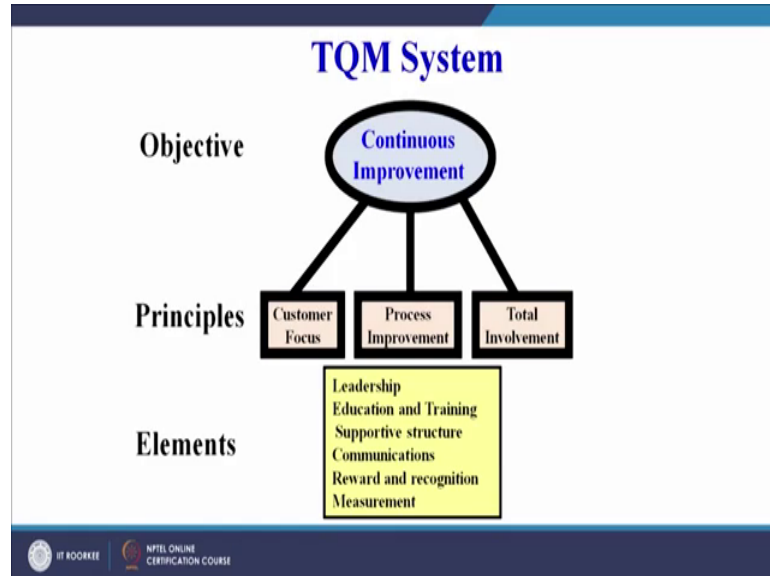 TQM System
Objective
Continuous
Improvement
Principles
Customer
Focus
Process
Improvement
Total
Involvement
Elements
Leadership
Education and Training
Supportive structure
Communications
Reward and recognition
Measurement
IIT ROORKEE
NPTEL ONLINE
CERTIFICATION COURSE